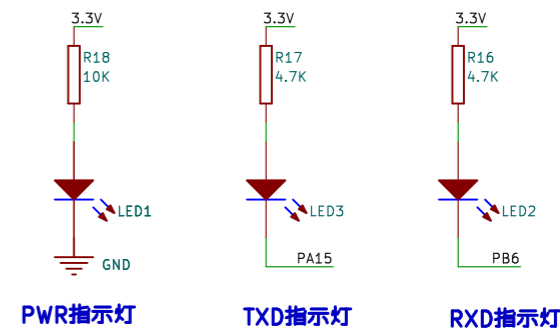 3.3V
R18
10K
LED1
GND
PWR指示灯
3.3V
R17
4.7K
LED3
PA15
TXD指示灯
3.3V
R16
4.7K
LED2
PB6
RXD指示灯